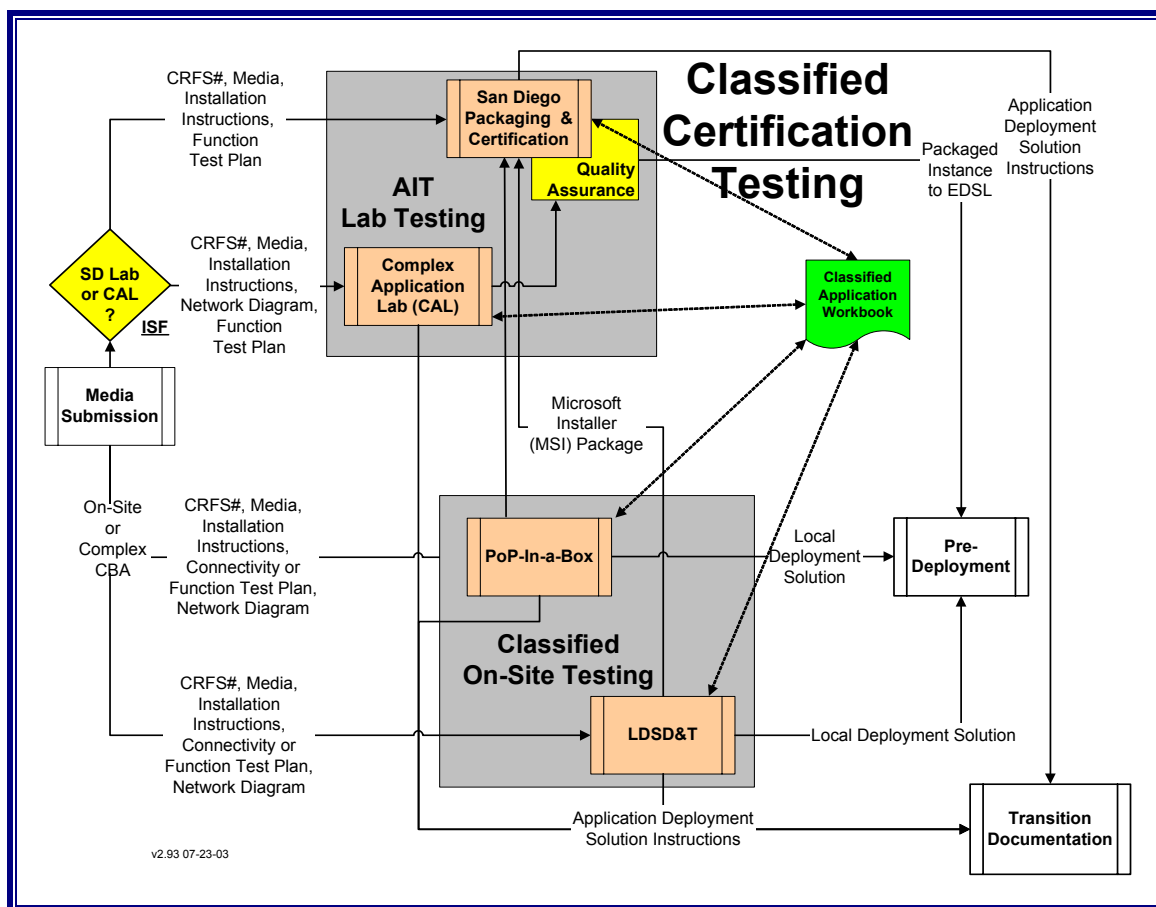 Classified
Certification
Testing
CRFS#, Media,
Installation
Instructions,
Function
Test Plan
San Diego
Packaging &
Certification
Quality
Assurance
AIT
Lab Testing
Application
Deployment
Solution
Instructions
Packaged
Instance
to EDSL
SD Lab
or CAL
?
ISF
CRFS#, Media,
Installation
Instructions,
Network Diagram,
Function
Test Plan
Complex
Application
Lab (CAL)
Classified
Application
Workbook
Media
Submission
Microsoft
Installer
(MSI) Package
On-Site
or
Complex
CBA
CRFS#, Media,
Installation
Instructions,
Connectivity or
Function Test Plan,
Network Diagram
PoP-In-a-Box
Local
Deployment
Solution
Pre-
Deployment
Classified
On-Site Testing
CRFS#, Media,
Installation
Instructions,
Connectivity or
Function Test Plan,
Network Diagram
LDSD&T
Local Deployment Solution
Application Deployment
Solution Instructions
Transition
Documentation
v2.93 07-23-03